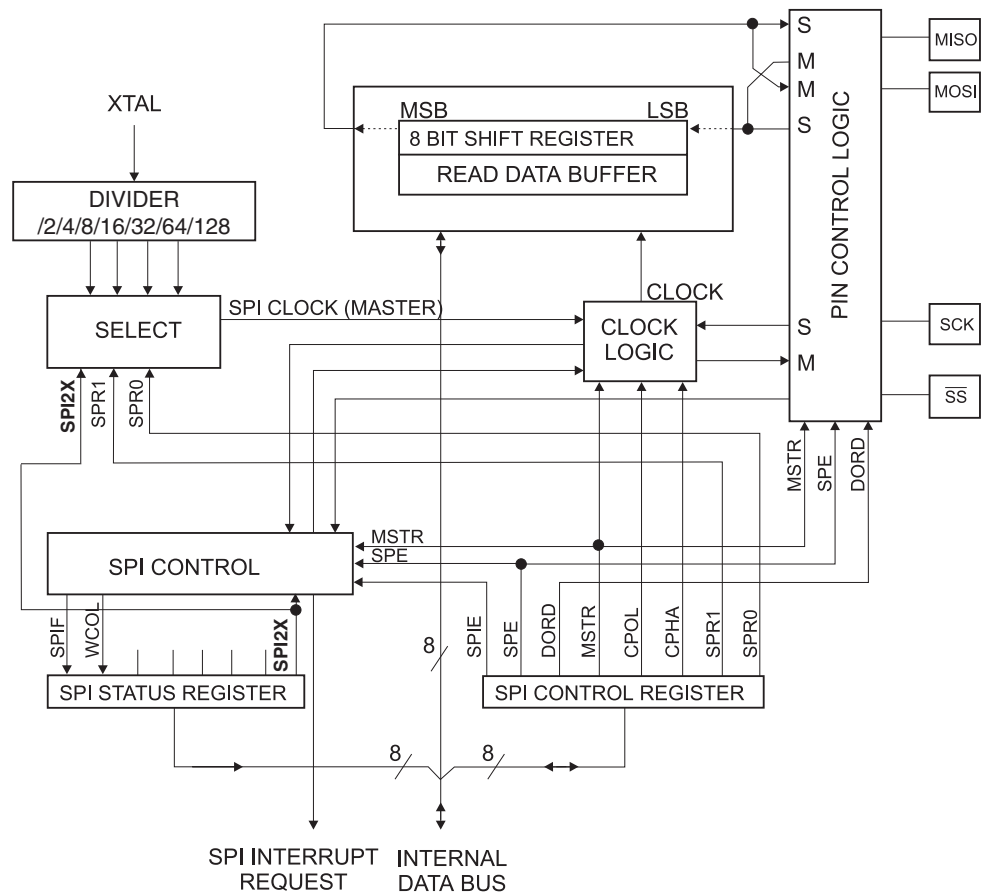 S
MISO
M
M
MOSI
XTAL
MSB
LSB
S
8 BIT SHIFT REGISTER
READ DATA BUFFER
PIN CONTROL LOGIC
DIVIDER
/2/4/8/16/32/64/128
SPI CLOCK (MASTER)
CLOCK
SELECT
CLOCK
LOGIC
S
SCK
M
SS
SPI2X
SPR1
SPR0
MSTR
SPE
DORD
MSTR
SPE
SPI CONTROL
SPIF
WCOL
SPI2X
8
SPIE
SPE
DORD
MSTR
CPOL
CPHA
SPR1
SPR0
SPI STATUS REGISTER
SPI CONTROL REGISTER
8
8
SPI INTERRUPT
REQUEST
INTERNAL
DATA BUS